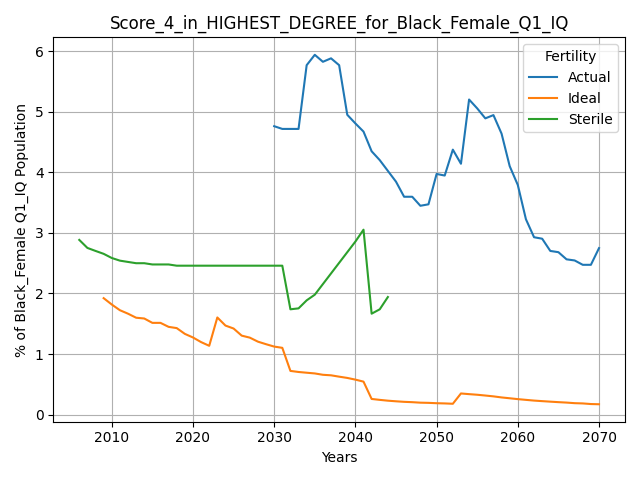 Score_4_in_HIGHEST_DEGREE_for_Black_Female_Q1_IQ
Fertility
Actual
Ideal
Sterile
% of Black_Female Q1_IQ Population
6
5
4
3
2
1
0
2010 2020 2030 2040 2050 2060 2070
Years